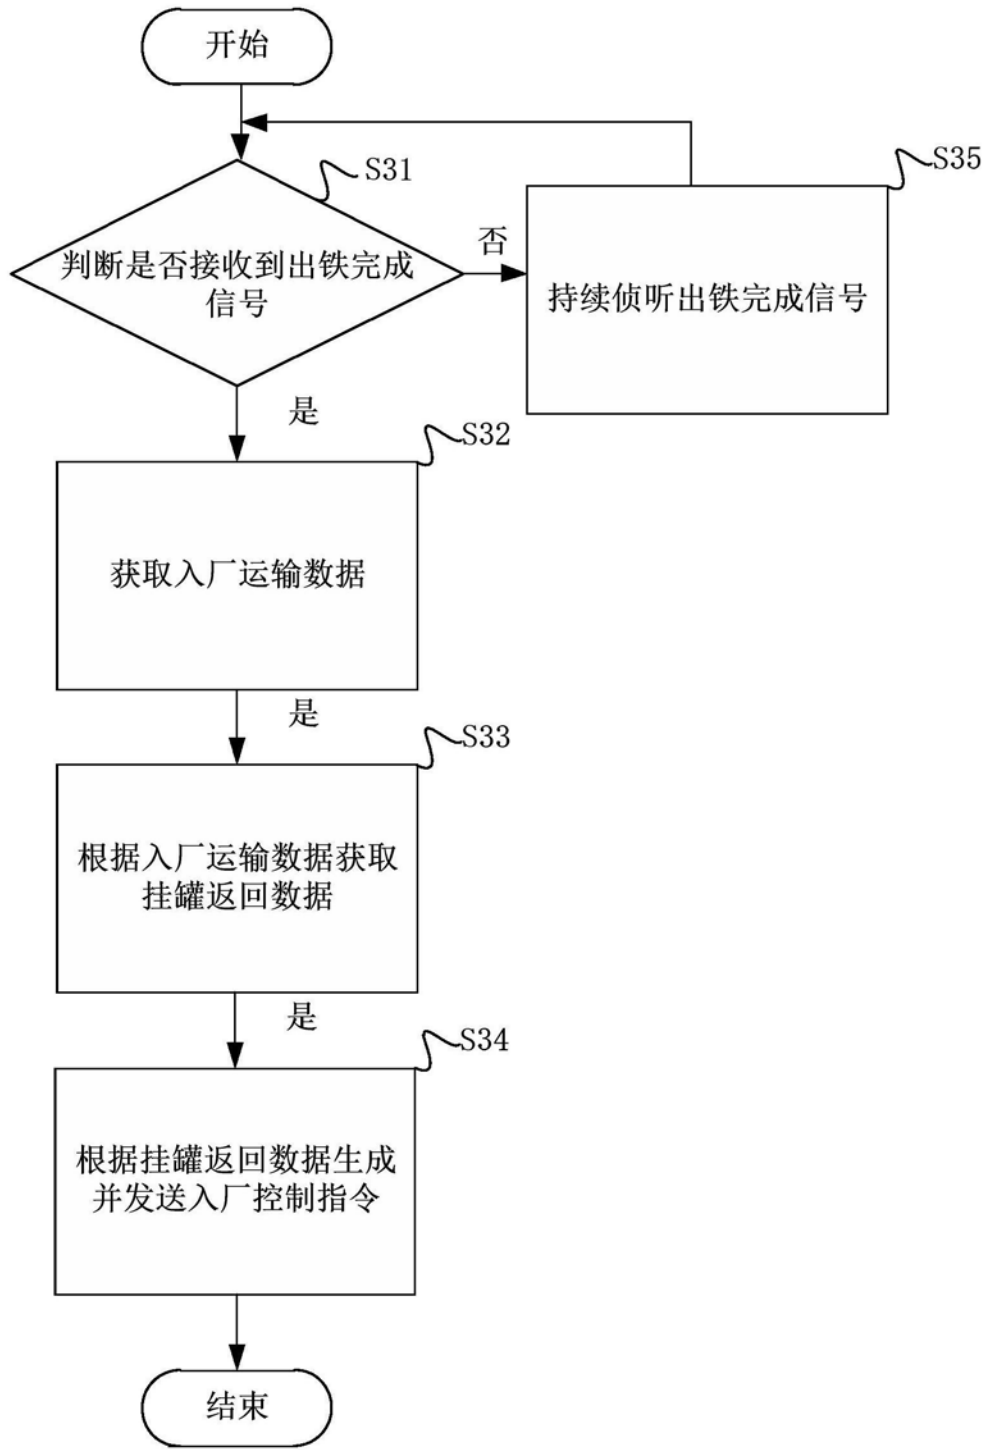 开始
S31
判断是否接收到出铁完成
信号
否
S35
持续侦听出铁完成信号
是
S32
获取入厂运输数据
是
S33
根据入厂运输数据获取
挂罐返回数据
是
S34
根据挂罐返回数据生成
并发送入厂控制指令
结束